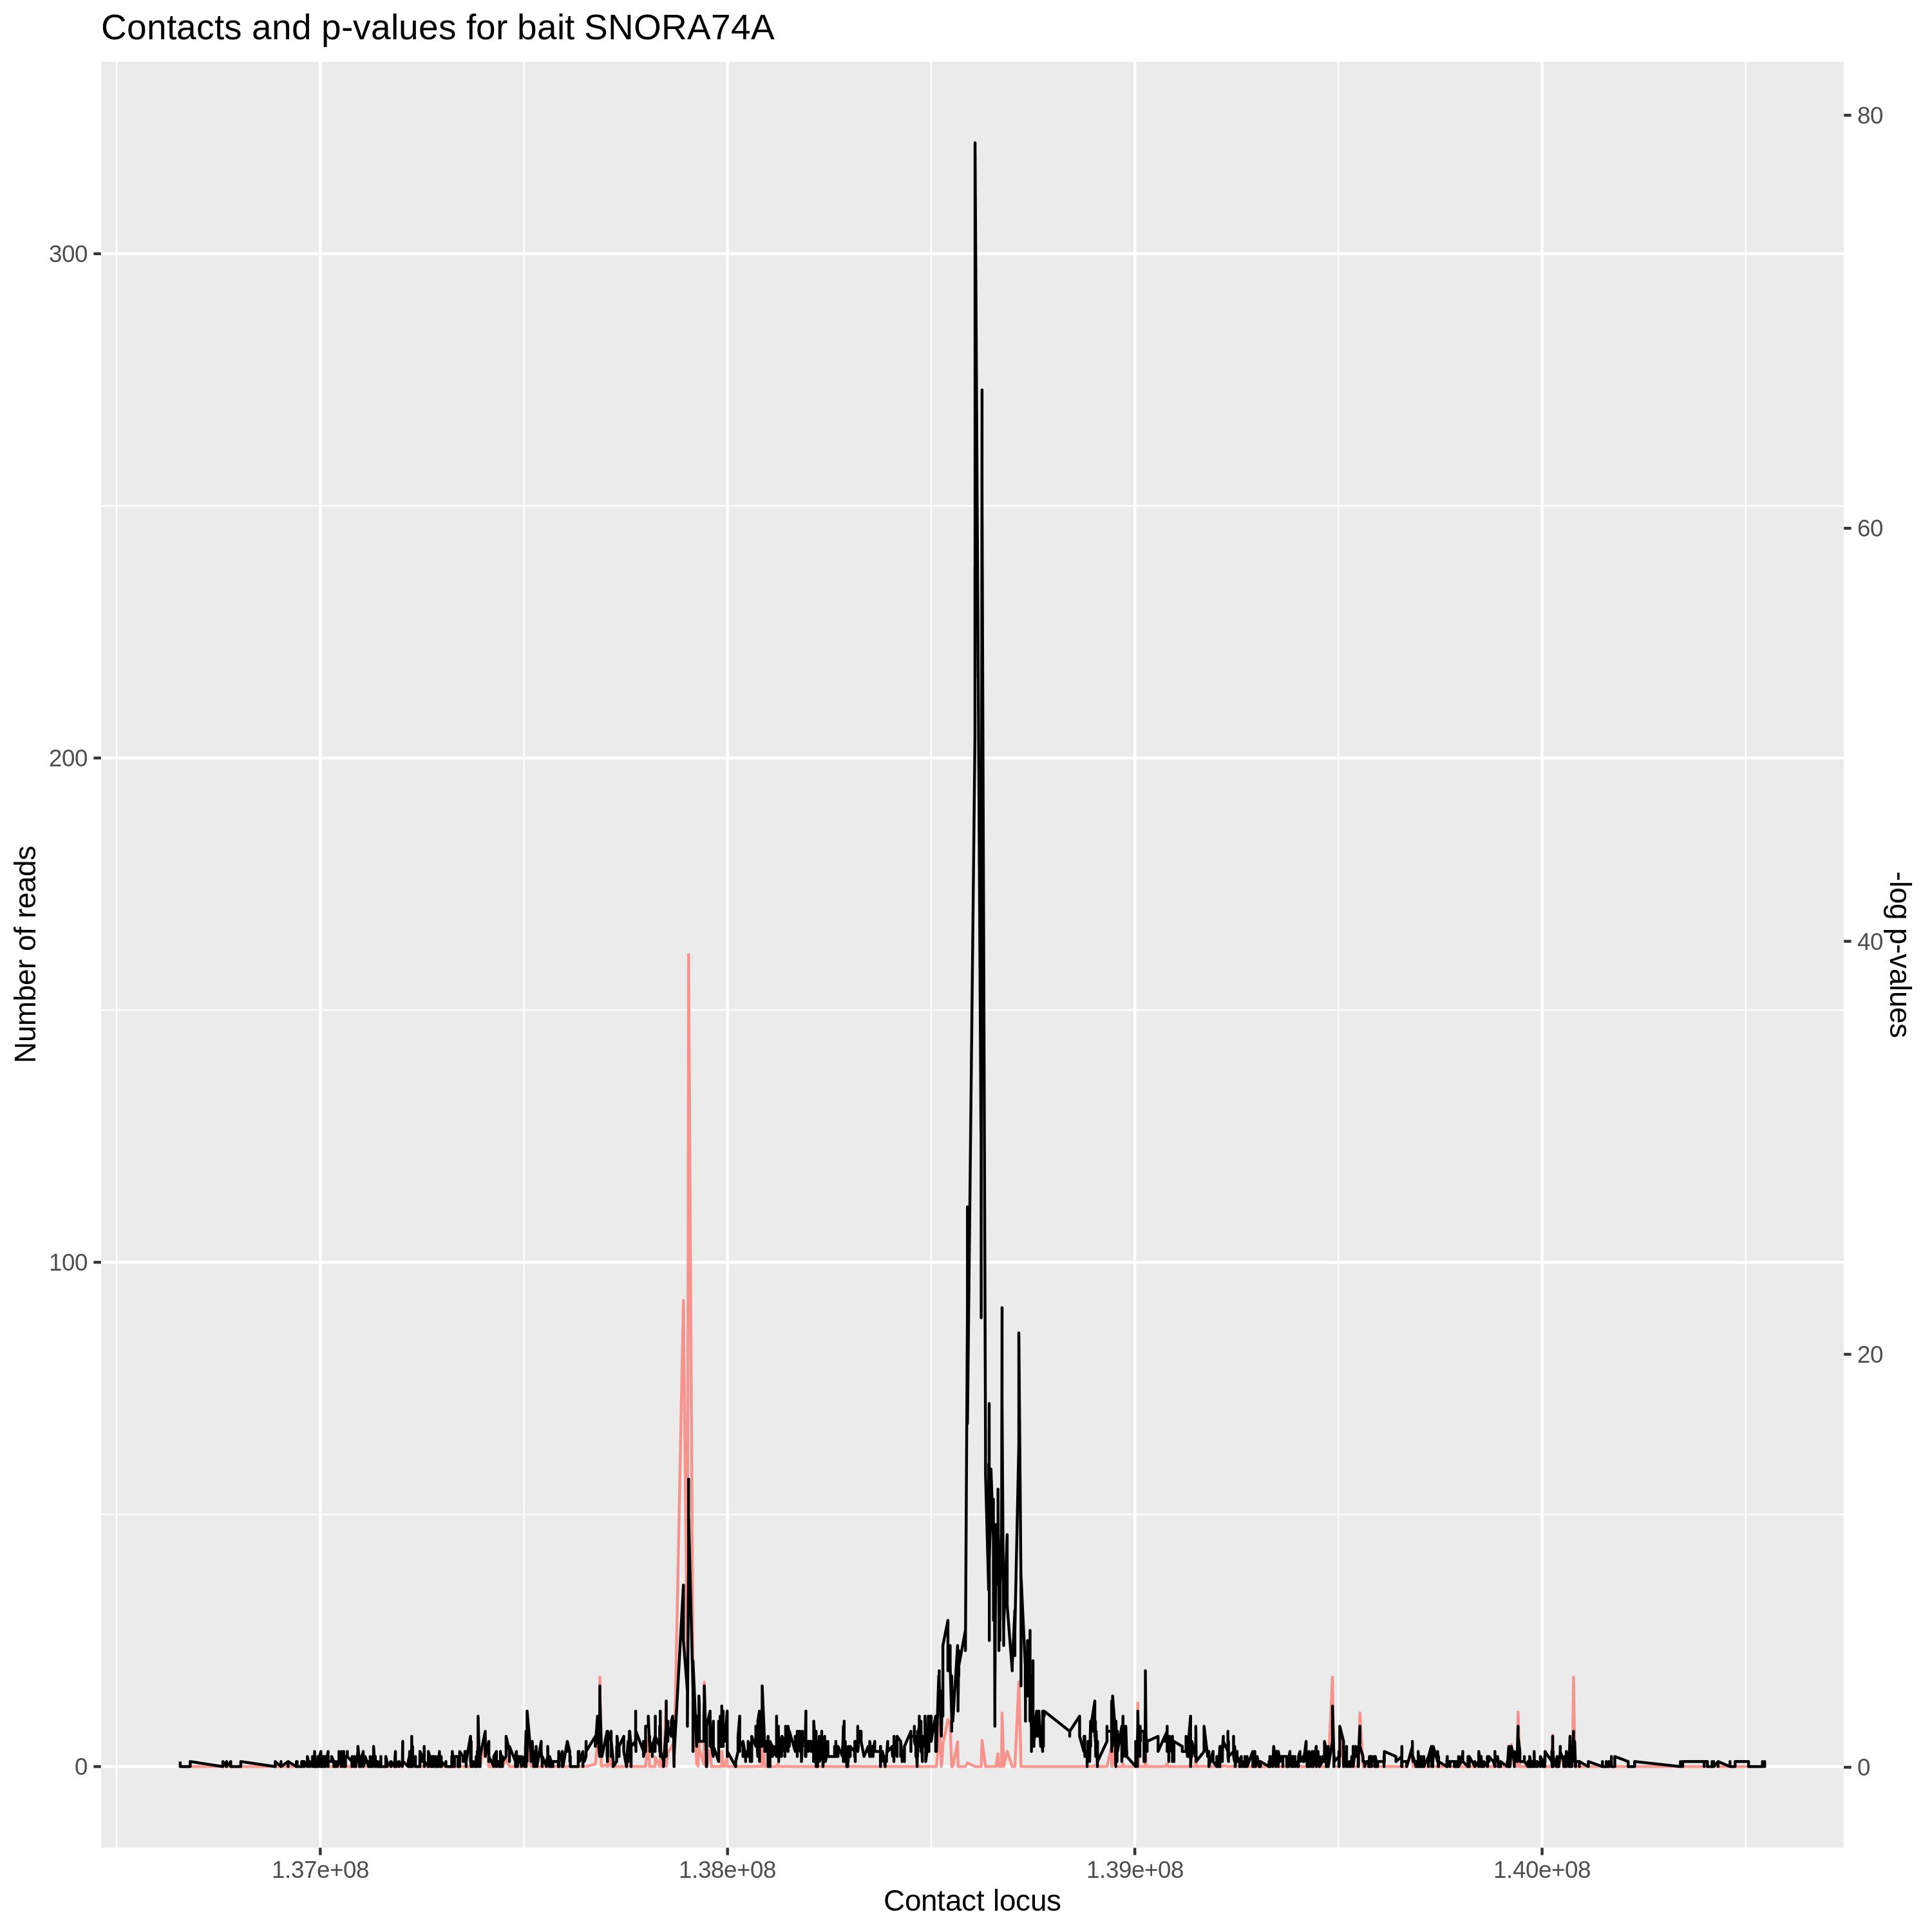 Contacts and p-values for bait SNORA74A
80
300
60
200
Number of reads
-log p-values
40
100
20
0
0
1.37e+08
1.38e+08
1.39e+08
1.40e+08
Contact locus